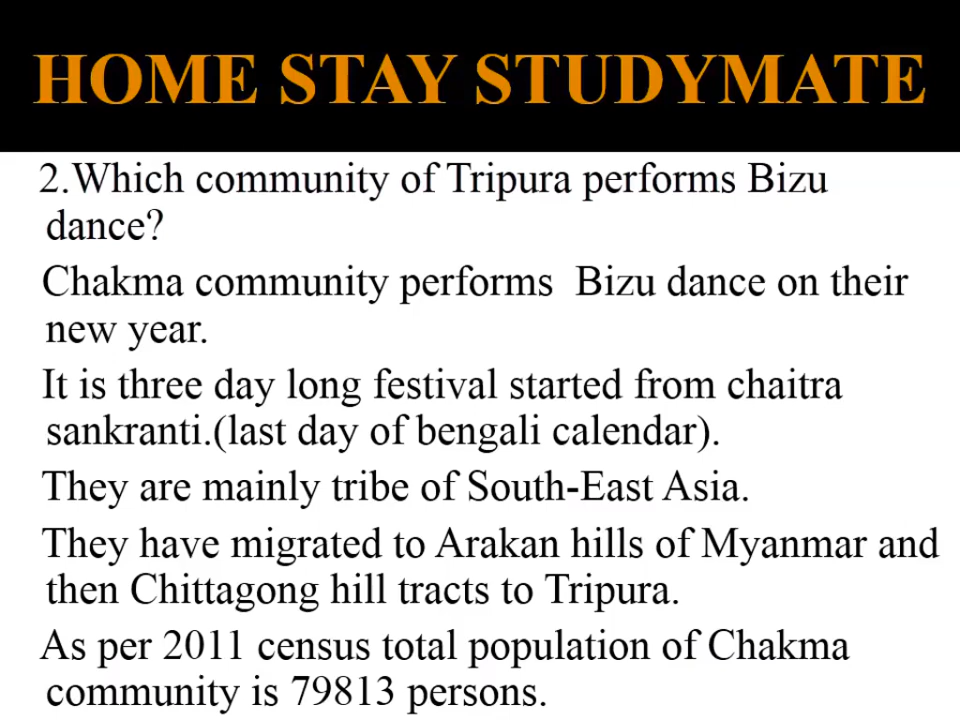 HOME STAY STUDYMATE
2.Which community of Tripura performs Bizu
dance?
Chakma community performs  Bizu dance on their
new year.
It is three day long festival started from chaitra
sankranti.(last day of bengali calendar).
They are mainly tribe of South-East Asia.
They have migrated to Arakan hills of Myanmar and
then Chittagong hill tracts to Tripura.
As per 2011 census total population of Chakma
community is 79813 persons.